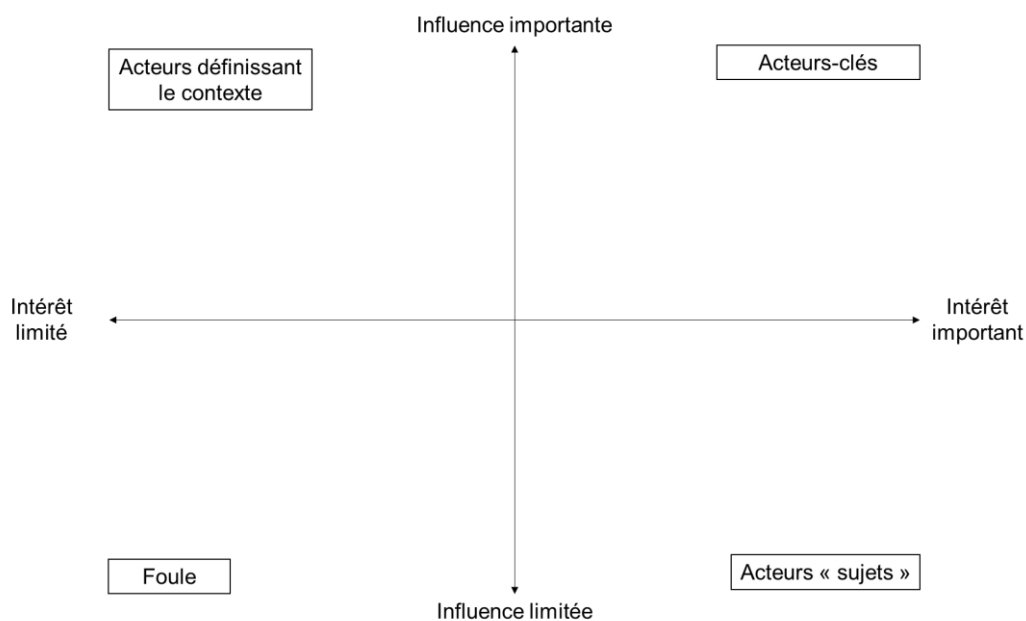 Influence importante
Acteurs définissant
le contexte
Acteurs-clés
Intérêt
limité
Intérêt
important
Foule
Acteurs « sujets »
Influence limitée